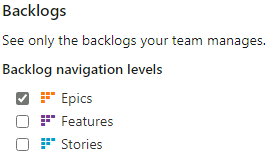 Backlogs
See only the backlogs your team manages.
Backlog navigation levels
Epics
Features
Stories